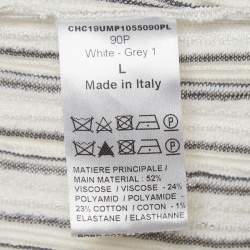 CHC19UMP1055090PL
90P
White - Grey 1
L
Made in Italy
MATIERE PRINCIPALE /
MAIN MATERIAL - 52%
VISCOSE / VISCOSE - 24%
POLYAMID / POLYAMIDE -
23% COTTON / COTON - 1%
ELASTANE / ELASTHANNE